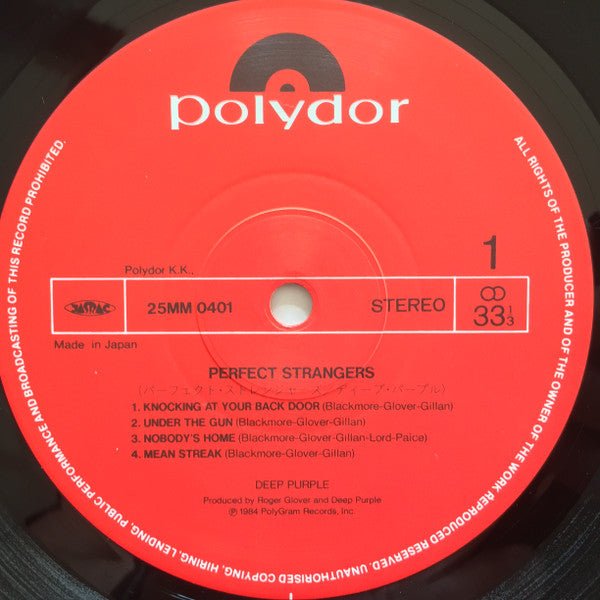 polydor
ALL RIGHTS OF THE PRODUCER AND OF THE OWNER OF THE WORK REPRODUCED RESERVED. UNAUTHORISED COPYING, HIRING, LENDING, PUBLIC PERFORMANCE AND BROADCASTING OF THIS RECORD PROHIBITED.
1
Polydor K.K.,
JASRAC
25MM 0401
STEREO
33 1/3
Made in Japan
PERFECT STRANGERS
(パーフェクト・ストレンジャーズ/ディープ・パープル)
1. KNOCKING AT YOUR BACK DOOR (Blackmore-Glover-Gillan)
2. UNDER THE GUN (Blackmore-Glover-Gillan)
3. NOBODY'S HOME (Blackmore-Glover-Gillan-Lord-Paice)
4. MEAN STREAK (Blackmore-Glover-Gillan)
DEEP PURPLE
Produced by Roger Glover and Deep Purple
℗ 1984 PolyGram Records, Inc